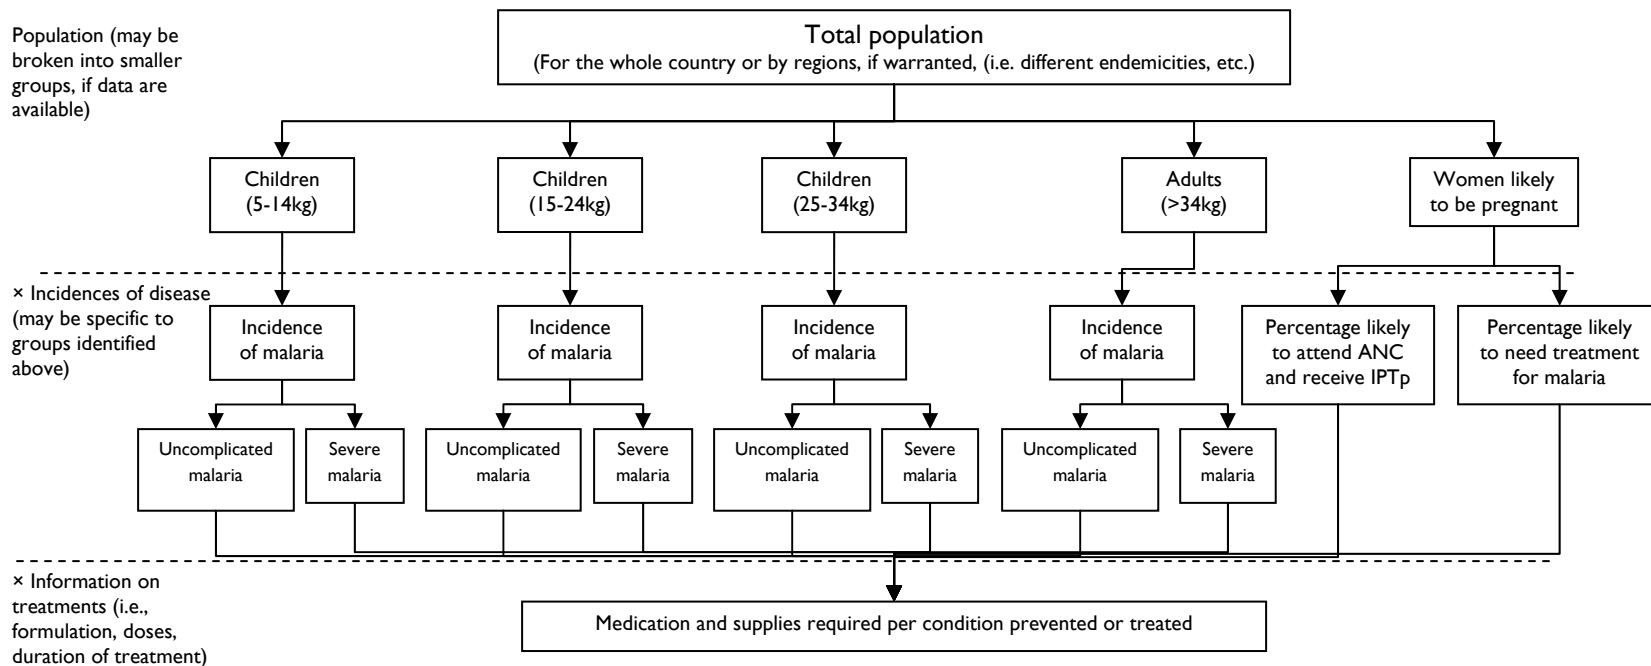 Population (may be
broken into smaller
groups, if data are
available)
Total population
(For the whole country or by regions, if warranted, (i.e. different endemicities, etc.)
Children
(5-14kg)
Children
(15-24kg)
Children
(25-34kg)
Adults
(>34kg)
Women likely
to be pregnant
× Incidences of disease
(may be specific to
groups identified
above)
Incidence
of malaria
Incidence
of malaria
Incidence
of malaria
Incidence
of malaria
Percentage likely
to attend ANC
and receive IPTp
Percentage likely
to need treatment
for malaria
Uncomplicated
malaria
Severe
malaria
Uncomplicated
malaria
Severe
malaria
Uncomplicated
malaria
Severe
malaria
Uncomplicated
malaria
Severe
malaria
× Information on
treatments (i.e.,
formulation, doses,
duration of treatment)
Medication and supplies required per condition prevented or treated